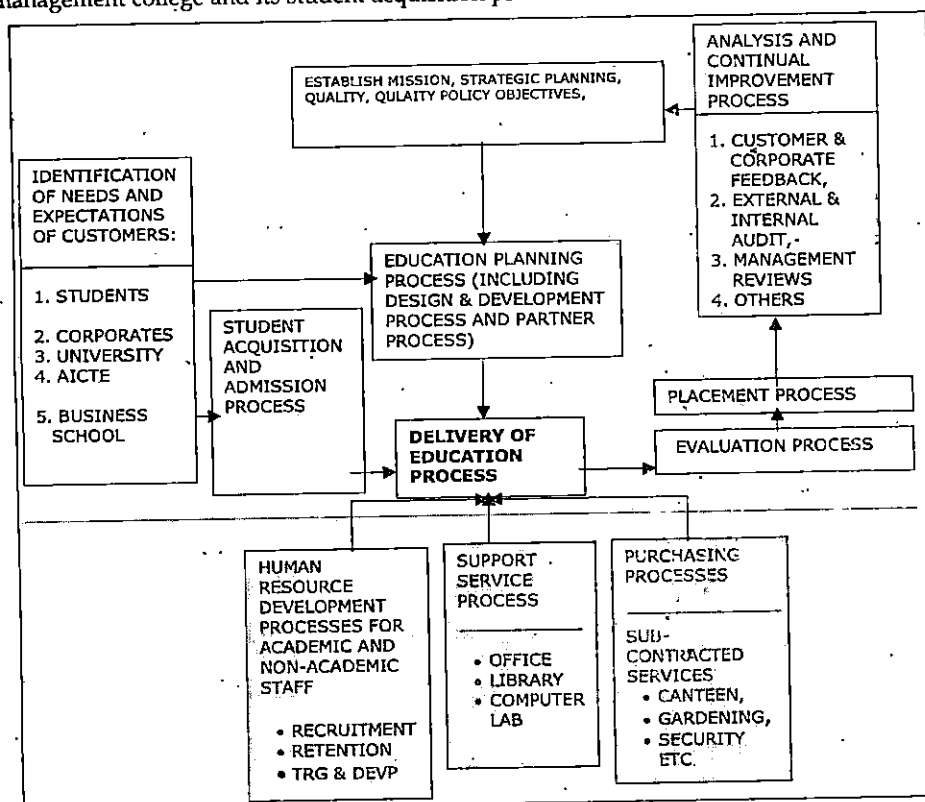 management college and its student acquisition p
ESTABLISH MISSION, STRATEGIC PLANNING,
QUALITY, QULAITY POLICY OBJECTIVES,
ANALYSIS AND
CONTINUAL
IMPROVEMENT
PROCESS
1. CUSTOMER &
CORPORATE
FEEDBACK,
2. EXTERNAL &
INTERNAL
AUDIT,-
3. MANAGEMENT
REVIEWS
4. OTHERS
IDENTIFICATION
OF NEEDS AND
EXPECTATIONS
OF CUSTOMERS:
1. STUDENTS
2. CORPORATES
3. UNIVERSITY
4. AICTE
5. BUSINESS
SCHOOL
STUDENT
ACQUISITION
AND
ADMISSION
PROCESS
EDUCATION PLANNING
PROCESS (INCLUDING
DESIGN & DEVELOPMENT
PROCESS AND PARTNER
PROCESS)
DELIVERY OF
EDUCATION
PROCESS
PLACEMENT PROCESS
EVALUATION PROCESS
HUMAN
RESOURCE
DEVELOPMENT
PROCESSES FOR
ACADEMIC AND
NON-ACADEMIC
STAFF
• RECRUITMENT
• RETENTION
• TRG & DEVP
SUPPORT
SERVICE
PROCESS
• OFFICE
• LIBRARY
• COMPUTER
LAB
PURCHASING
PROCESSES
SUB-
CONTRACTED
SERVICES
• CANTEEN,
• GARDENING,
• SECURITY
ETC.